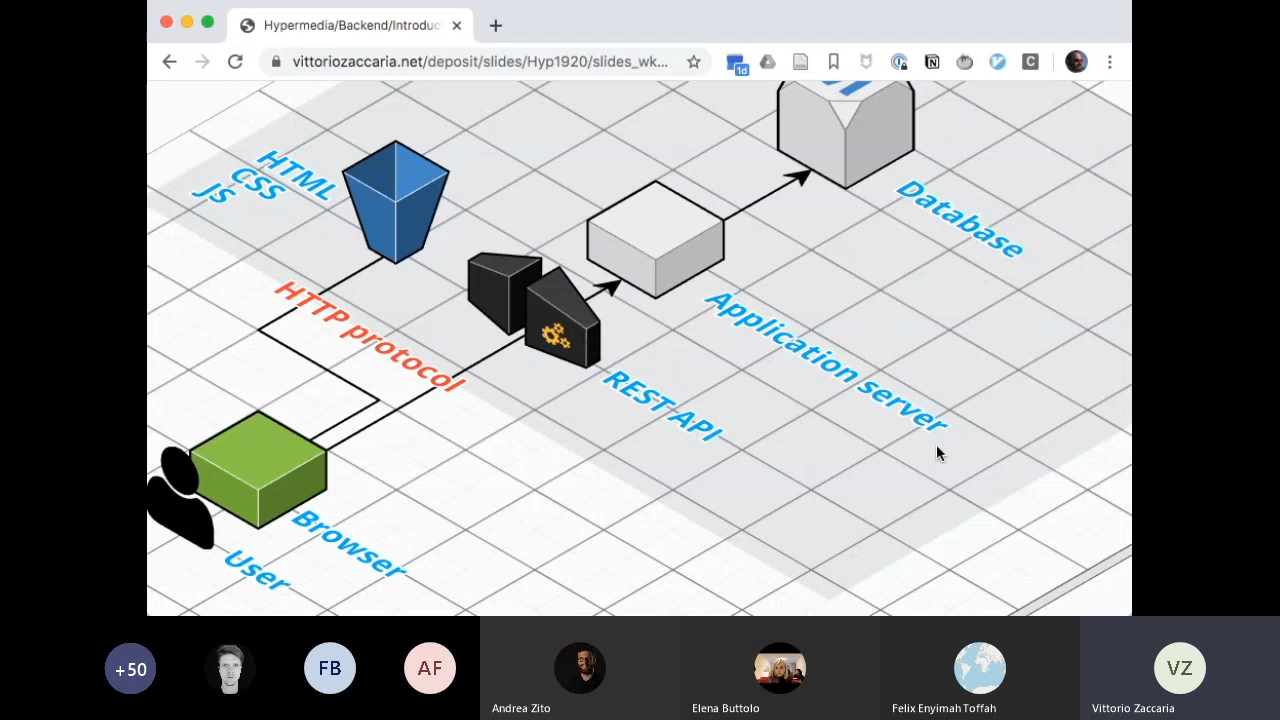 Hypermedia/Backend/Introduc
vittoriozaccaria.net/deposit/slides/Hyp1920/slides_wk...
1d
C
HTML
CSS
JS
HTTP protocol
Database
Application server
REST API
Browser
User
+50
FB
AF
VZ
Andrea Zito
Elena Buttolo
Felix Enyimah Toffah
Vittorio Zaccaria